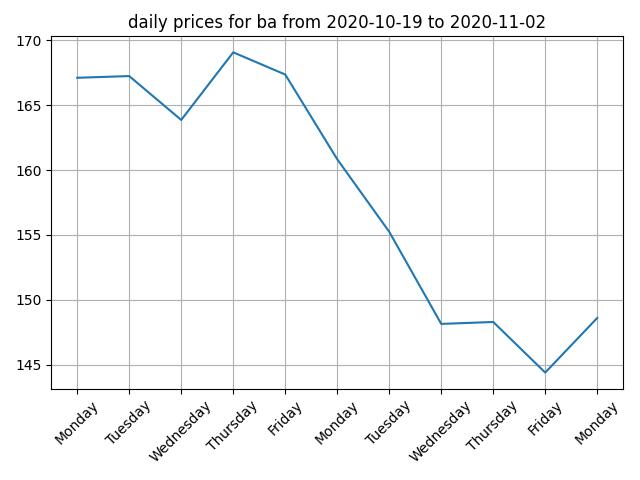 daily prices for ba from 2020-10-19 to 2020-11-02
170
165
160
155
150
145
Monday
Tuesday
Wednesday
Thursday
Friday
Monday
Tuesday
Wednesday
Thursday
Friday
Monday